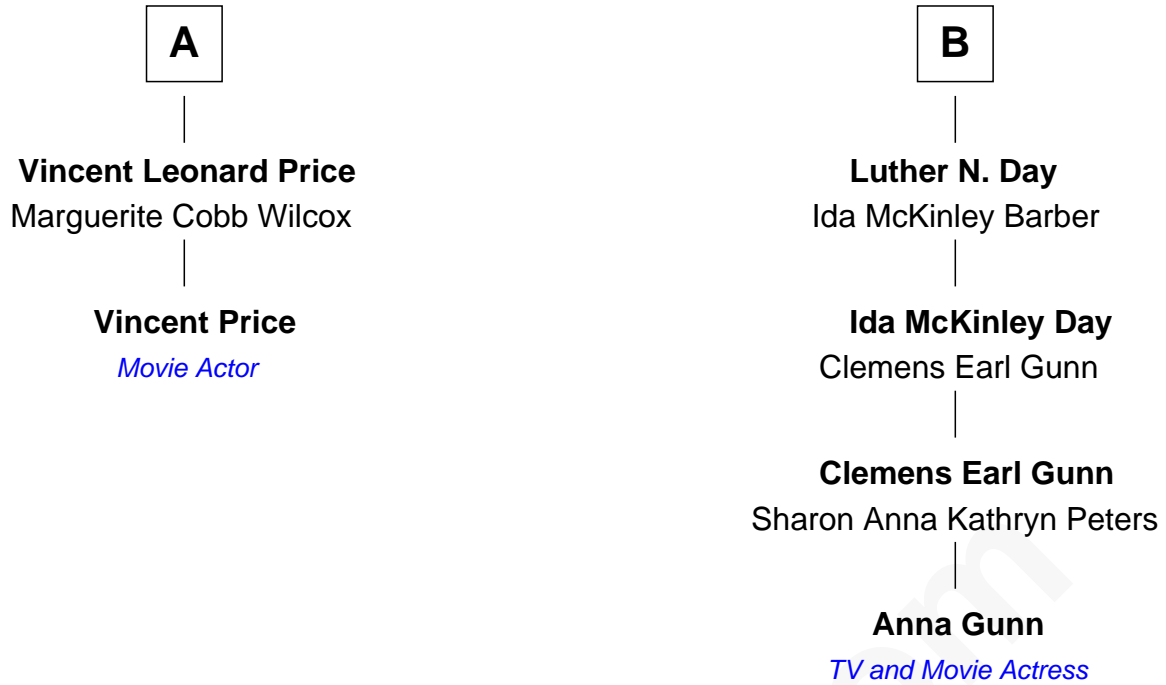 A
Vincent Leonard Price
Marguerite Cobb Wilcox
Vincent Price
Movie Actor
B
Luther N. Day
Ida McKinley Barber
Ida McKinley Day
Clemens Earl Gunn
Clemens Earl Gunn
Sharon Anna Kathryn Peters
Anna Gunn
TV and Movie Actress